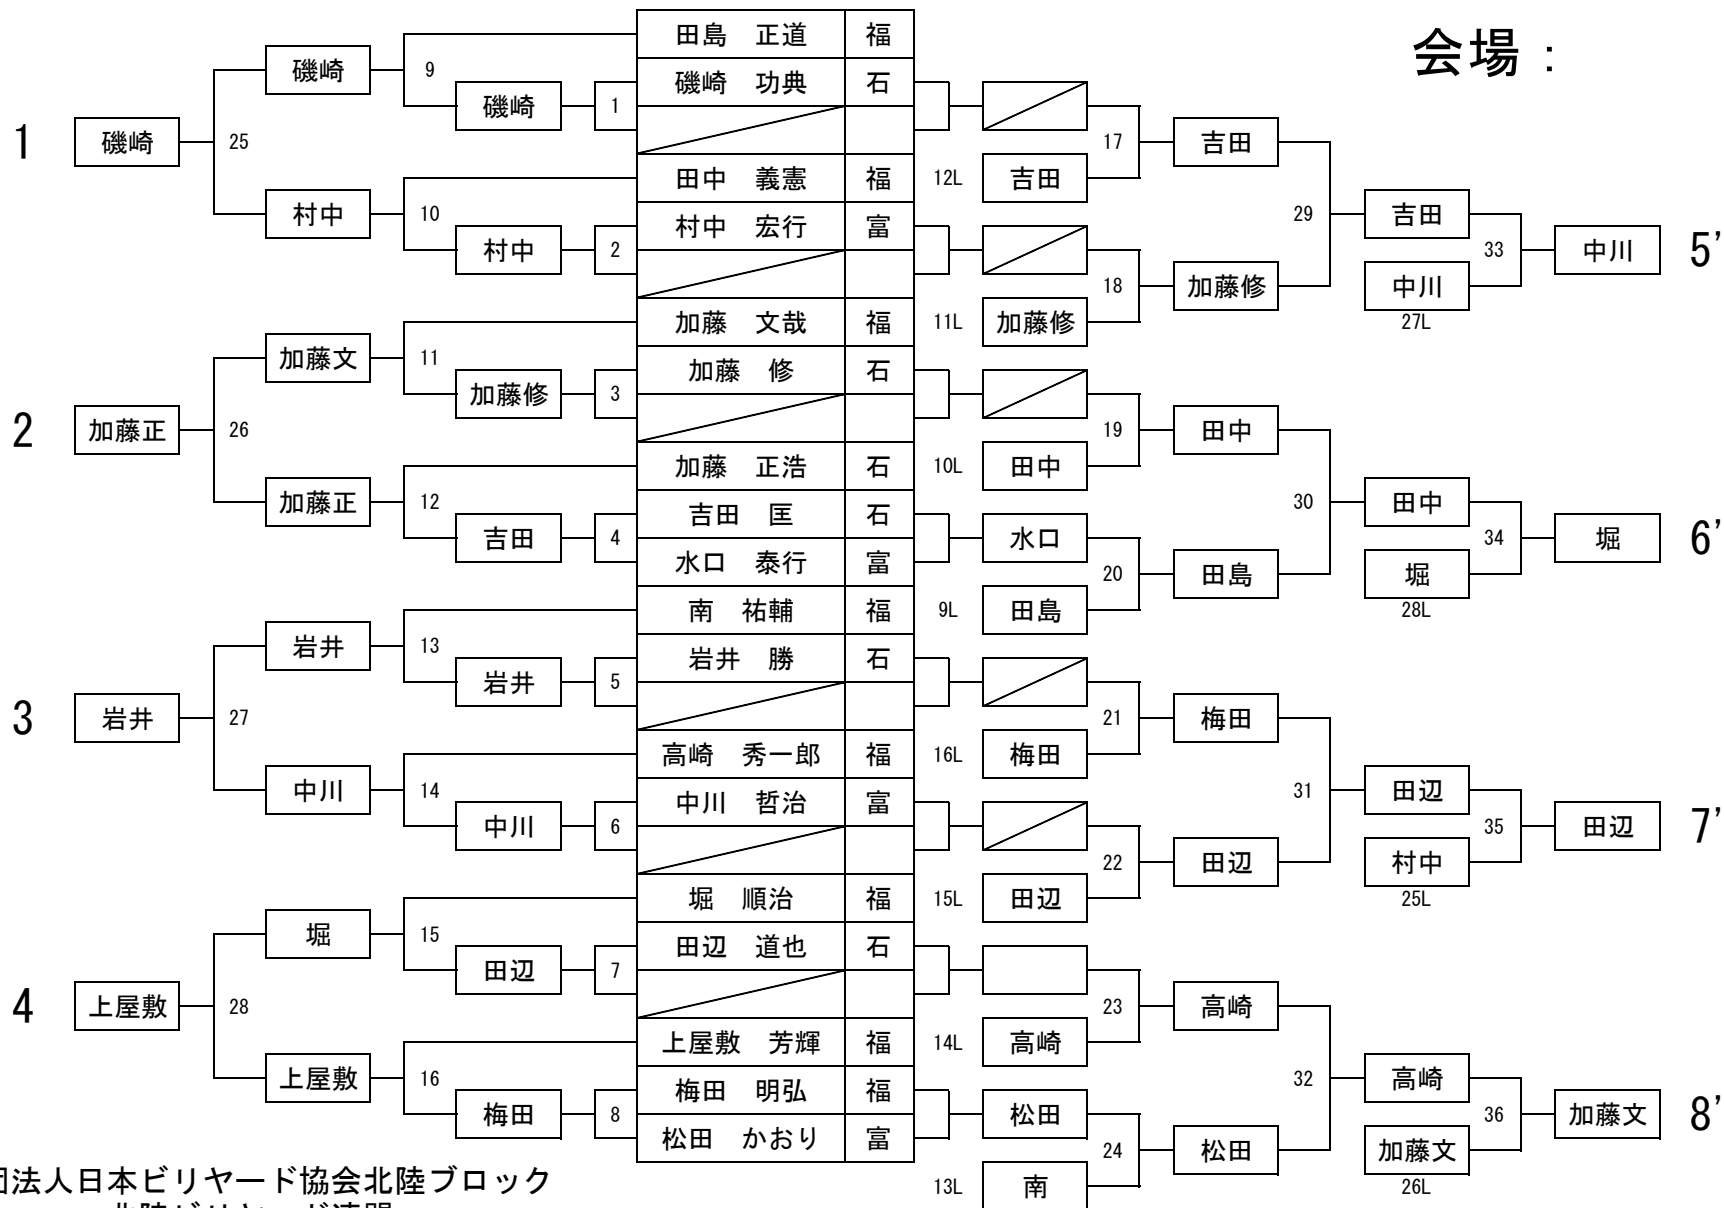 会場：
田島 正道 福
磯崎 9
磯崎 功典 石
磯崎 1
1 磯崎 25
17 吉田
田中 義憲 福 12L 吉田
村中 10
29 吉田
村中 宏行 富
村中 2
33 中川 5'
18 加藤修 中川
加藤 文哉 福 11L 加藤修 27L
加藤文 11
加藤 修 石
加藤修 3
2 加藤正 26
19 田中
加藤 正浩 石 10L 田中
加藤正 12
30 田中
吉田 匡 石
吉田 4 水口
34 堀 6'
水口 泰行 富
20 田島 堀
南 祐輔 福 9L 田島 28L
岩井 13
岩井 勝 石
岩井 5
3 岩井 27
21 梅田
高崎 秀一郎 福 16L 梅田
中川 14
31 田辺
中川 哲治 富
中川 6
35 田辺 7'
22 田辺 村中
堀 順治 福 15L 田辺 25L
堀 15
田辺 道也 石
田辺 7
4 上屋敷 28
23 高崎
上屋敷 芳輝 福 14L 高崎
上屋敷 16
32 高崎
梅田 明弘 福
梅田 8 松田
36 加藤文 8'
松田 かおり 富
24 松田 加藤文
13L 南 26L
法人日本ビリヤード協会北陸ブロック